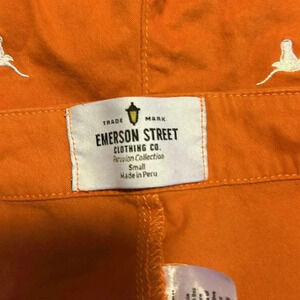 TRADE MARK
EMERSON STREET
CLOTHING CO.
Peruvian Collection
Small
Made in Peru